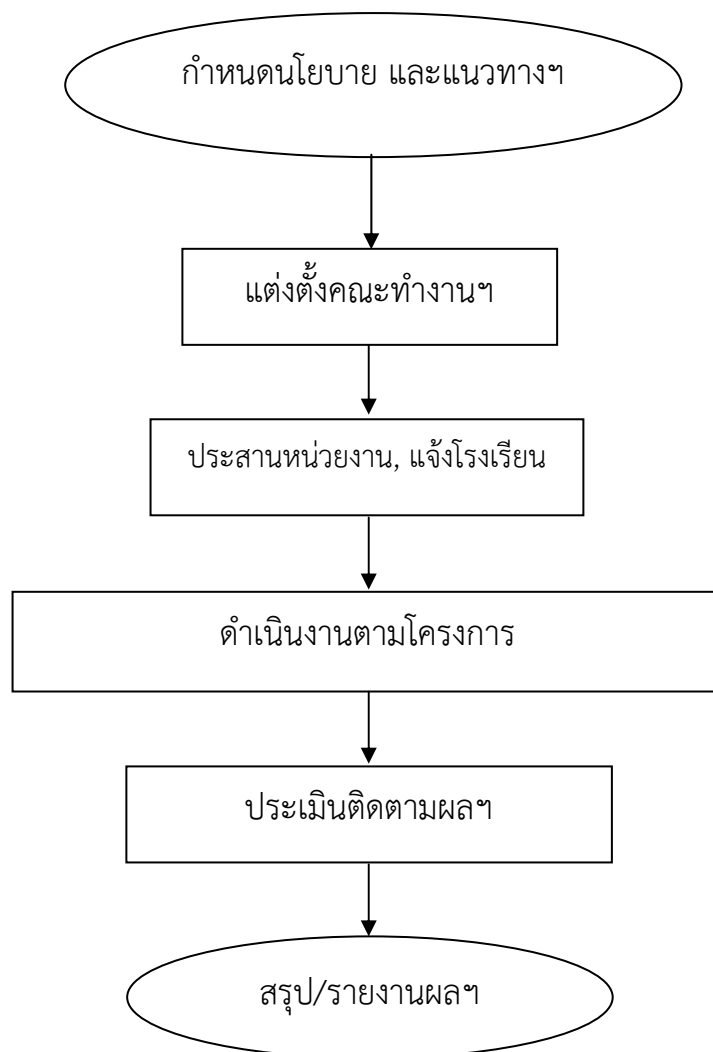 กำหนดนโยบาย และแนวทางฯ
แต่งตั้งคณะทำงานฯ
ประสานหน่วยงาน, แจ้งโรงเรียน
ดำเนินงานตามโครงการ
ประเมินติดตามผลฯ
สรุป/รายงานผลฯ